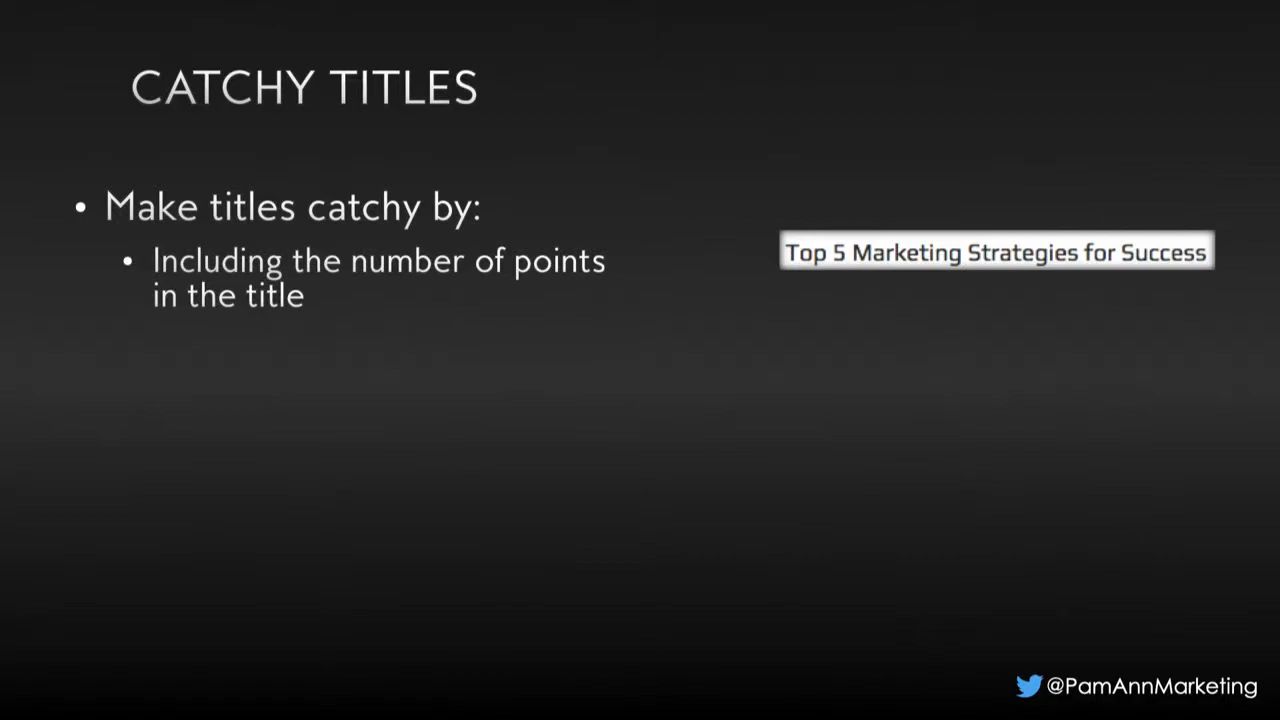 CATCHY TITLES
• Make titles catchy by:
• Including the number of points
in the title
Top 5 Marketing Strategies for Success
@PamAnnMarketing